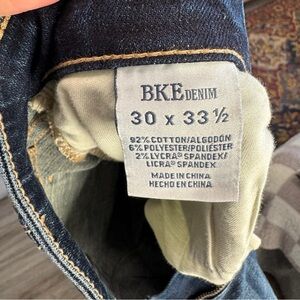 BKE DENIM
30 x 33 ½
92% COTTON/ALGODÓN
6% POLYESTER/POLIÉSTER
2% LYCRA® SPANDEX/
LICRA® SPANDEX
MADE IN CHINA
HECHO EN CHINA